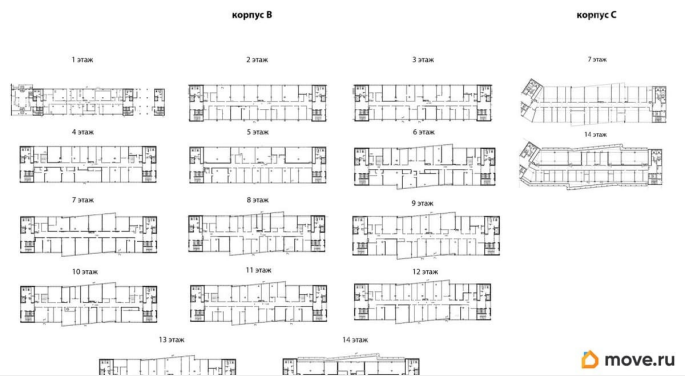 корпус В
корпус С
1 этаж
2 этаж
3 этаж
7 этаж
4 этаж
5 этаж
6 этаж
14 этаж
7 этаж
8 этаж
9 этаж
10 этаж
11 этаж
12 этаж
13 этаж
14 этаж
move.ru